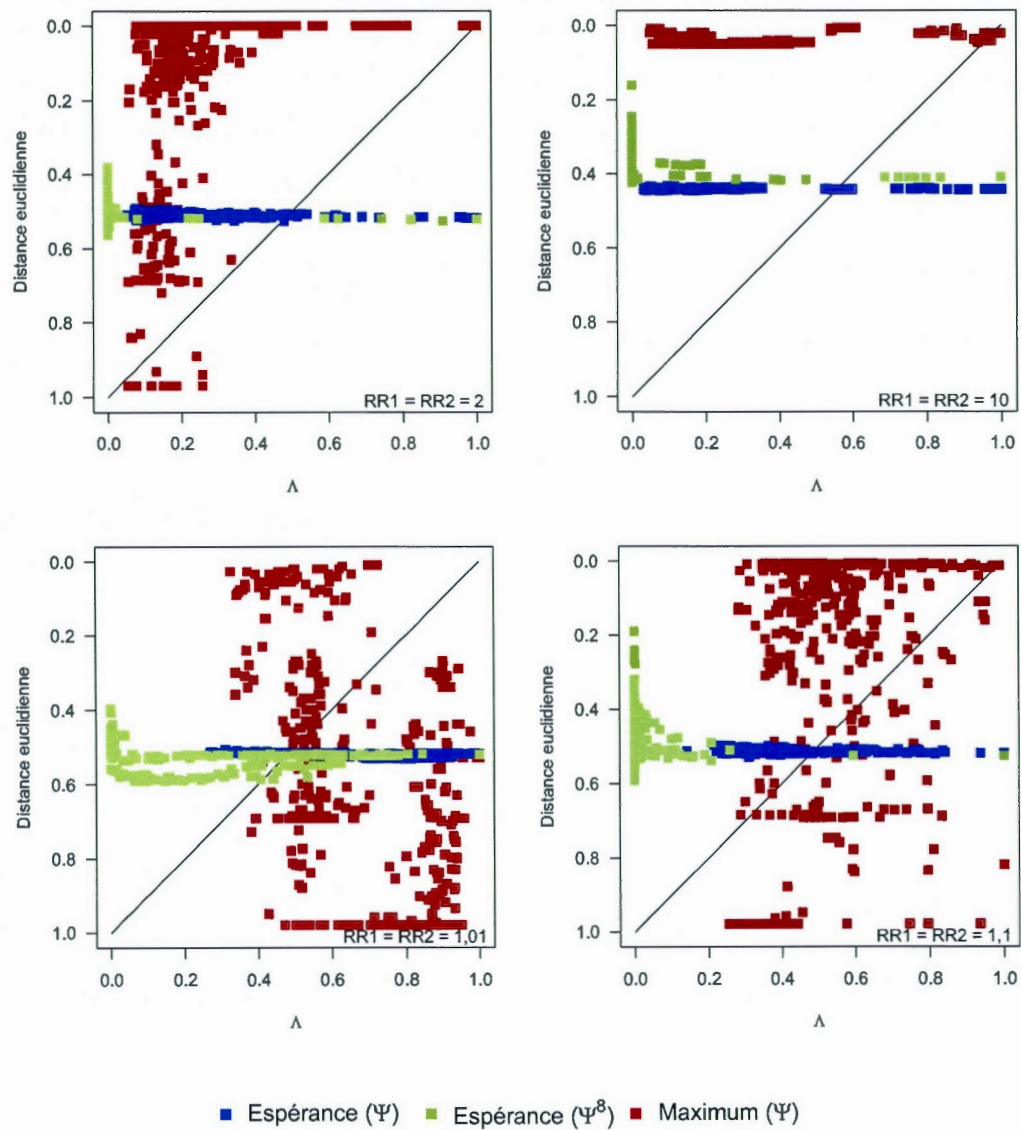 0.0
0.2
0.4
0.6
0.8
1.0
Distance euclidienne
RR1 = RR2 = 2
0.0 0.2 0.4 0.6 0.8 1.0
Λ
0.0
0.2
0.4
0.6
0.8
1.0
Distance euclidienne
RR1 = RR2 = 10
0.0 0.2 0.4 0.6 0.8 1.0
Λ
0.0
0.2
0.4
0.6
0.8
1.0
Distance euclidienne
RR1 = RR2 = 1,01
0.0 0.2 0.4 0.6 0.8 1.0
Λ
0.0
0.2
0.4
0.6
0.8
1.0
Distance euclidienne
RR1 = RR2 = 1,1
0.0 0.2 0.4 0.6 0.8 1.0
Λ
Espérance (Ψ) Espérance (Ψ⁸) Maximum (Ψ)